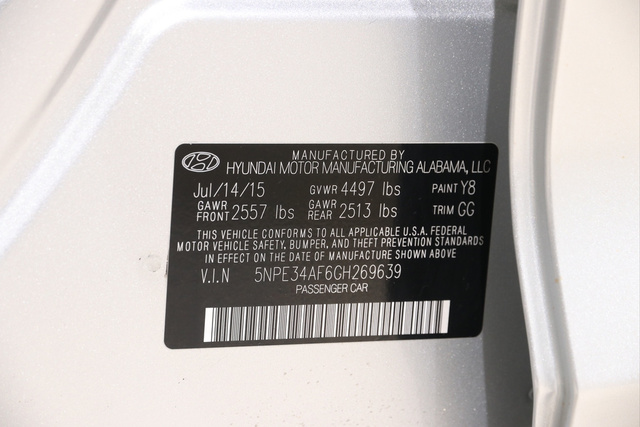 MANUFACTURED BY
HYUNDAI MOTOR MANUFACTURING ALABAMA, LLC
Jul/14/15 GVWR 4497 lbs PAINT Y8
GAWR FRONT 2557 lbs GAWR REAR 2513 lbs TRIM GG
THIS VEHICLE CONFORMS TO ALL APPLICABLE U.S.A. FEDERAL
MOTOR VEHICLE SAFETY, BUMPER, AND THEFT PREVENTION STANDARDS
IN EFFECT ON THE DATE OF MANUFACTURE SHOWN ABOVE
V.I.N 5NPE34AF6GH269639
PASSENGER CAR